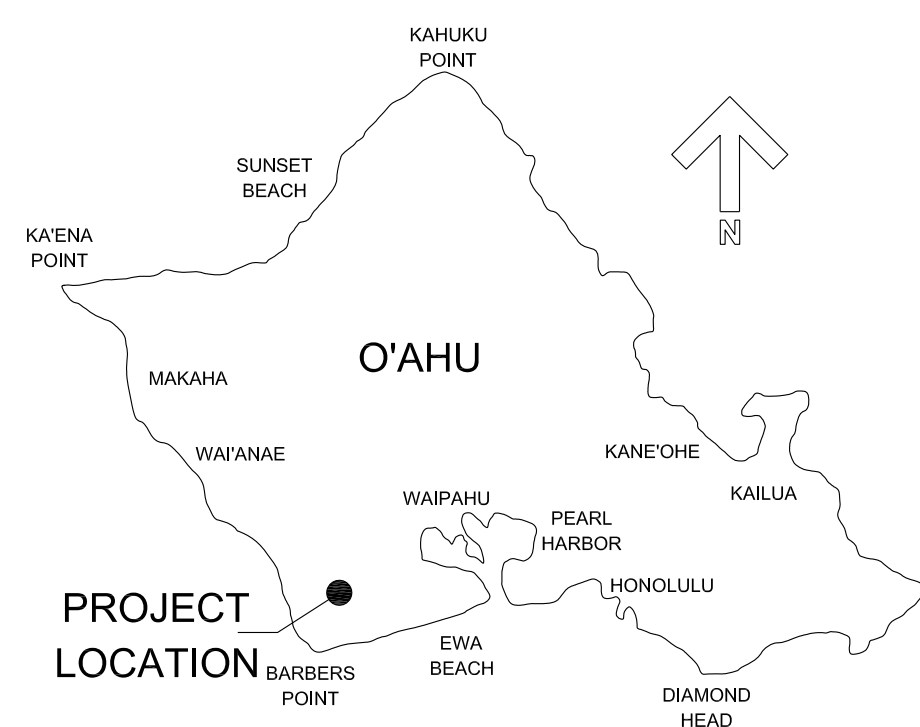 KAHUKU
POINT
SUNSET
BEACH
N
KA'ENA
POINT
O'AHU
MAKAHA
WAI'ANAE
KANE'OHE
KAILUA
WAIPAHU
PEARL
HARBOR
HONOLULU
PROJECT
LOCATION
BARBERS
POINT
EWA
BEACH
DIAMOND
HEAD